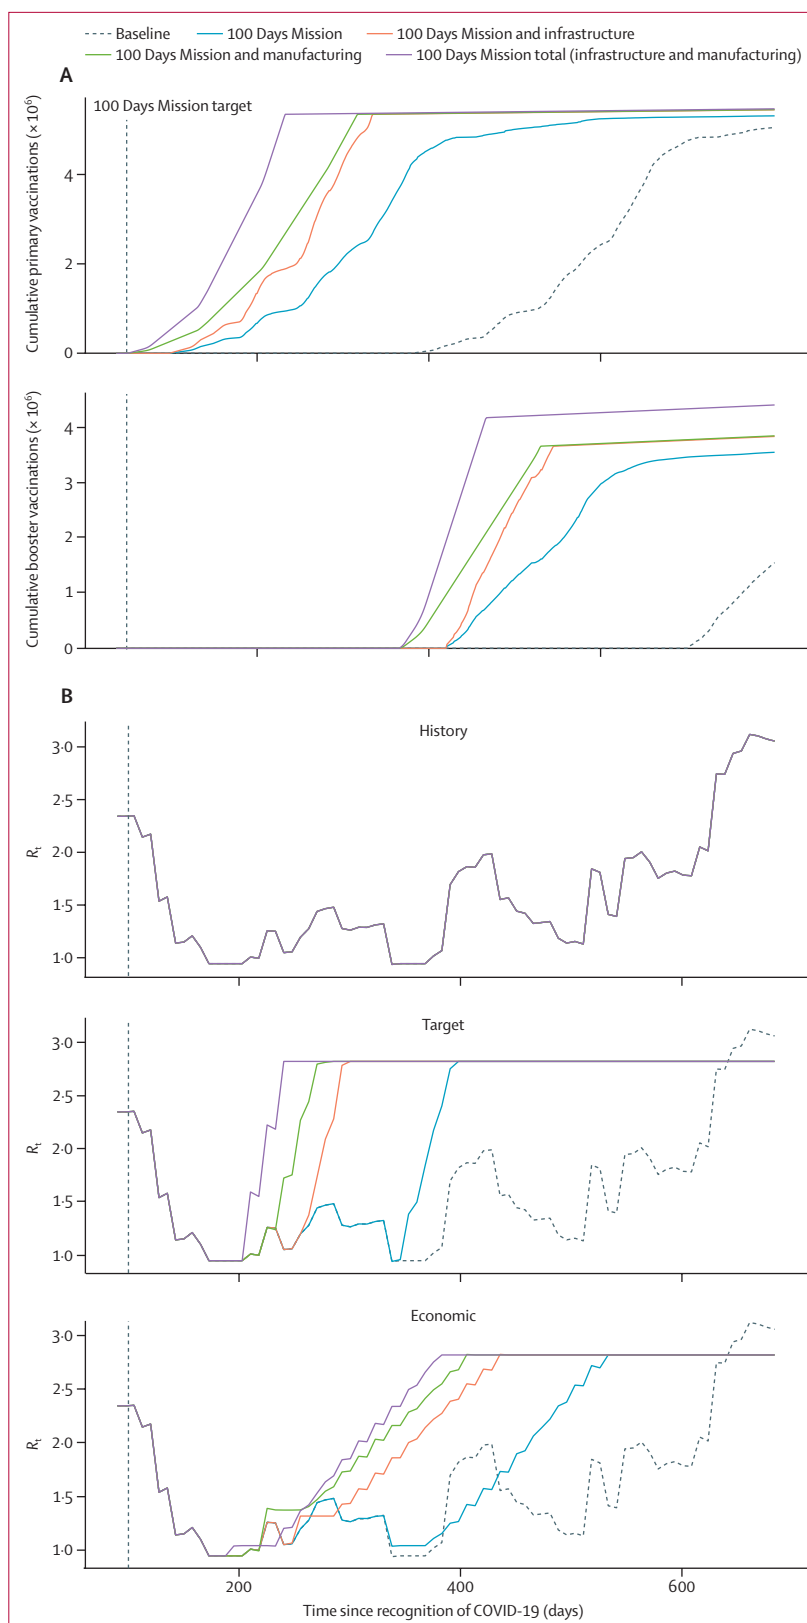 Baseline
100 Days Mission
100 Days Mission and infrastructure
100 Days Mission and manufacturing
100 Days Mission total (infrastructure and manufacturing)
A
100 Days Mission target
Cumulative primary vaccinations (× 10⁶)
4
2
0
Cumulative booster vaccinations (× 10⁶)
4
3
2
1
0
B
History
Rₜ
3·0
2·5
2·0
1·5
1·0
Target
Rₜ
3·0
2·5
2·0
1·5
1·0
Economic
Rₜ
3·0
2·5
2·0
1·5
1·0
200
400
600
Time since recognition of COVID-19 (days)